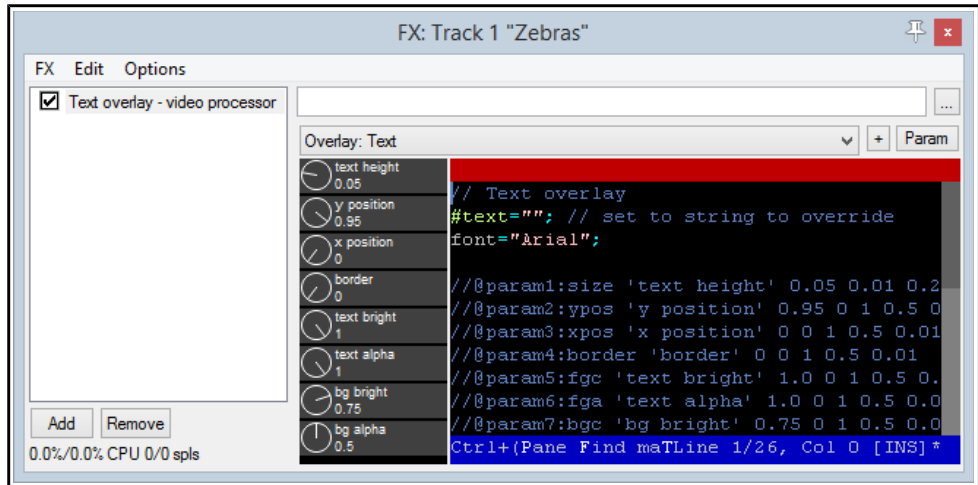 FX: Track 1 "Zebras"
x
FX Edit Options
Text overlay - video processor
...
Overlay: Text
+ Param
text height
0.05
y position
0.95
x position
0
border
0
text bright
1
text alpha
1
bg bright
0.75
bg alpha
0.5
// Text overlay
#text=""; // set to string to override
font="Arial";
//@param1:size 'text height' 0.05 0.01 0.2
//@param2:ypos 'y position' 0.95 0 1 0.5 0
//@param3:xpos 'x position' 0 0 1 0.5 0.01
//@param4:border 'border' 0 0 1 0.5 0.01
//@param5:fgc 'text bright' 1.0 0 1 0.5 0.
//@param6:fga 'text alpha' 1.0 0 1 0.5 0.0
//@param7:bgc 'bg bright' 0.75 0 1 0.5 0.0
Ctrl+(Pane Find maTLine 1/26, Col 0 [INS]*
Add Remove
0.0%/0.0% CPU 0/0 spls